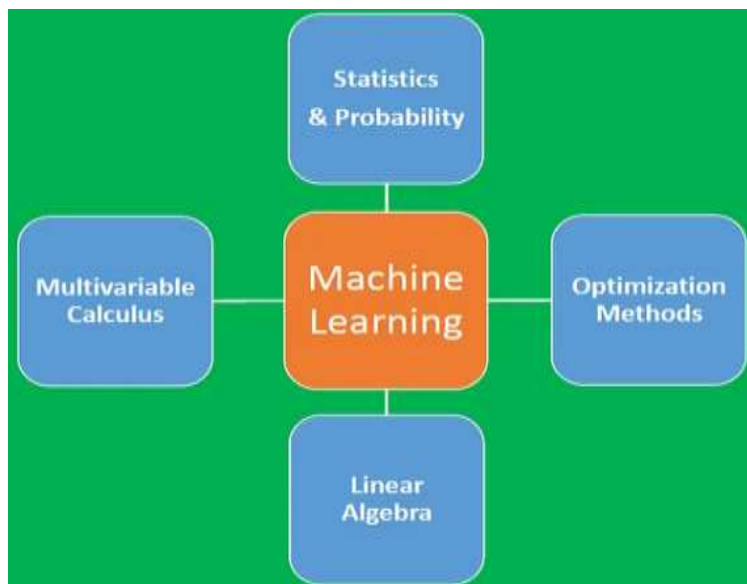 Statistics
& Probability
Multivariable
Calculus
Machine
Learning
Optimization
Methods
Linear
Algebra